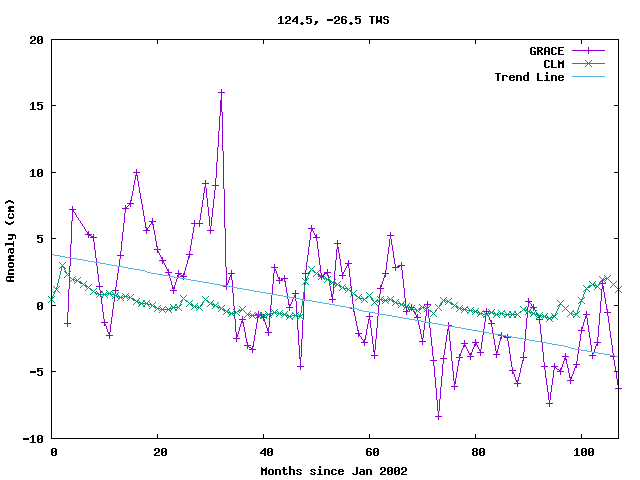 124.5, -26.5 TWS
GRACE
CLM
Trend Line
20
15
10
5
0
-5
-10
Anomaly (cm)
0 20 40 60 80 100
Months since Jan 2002